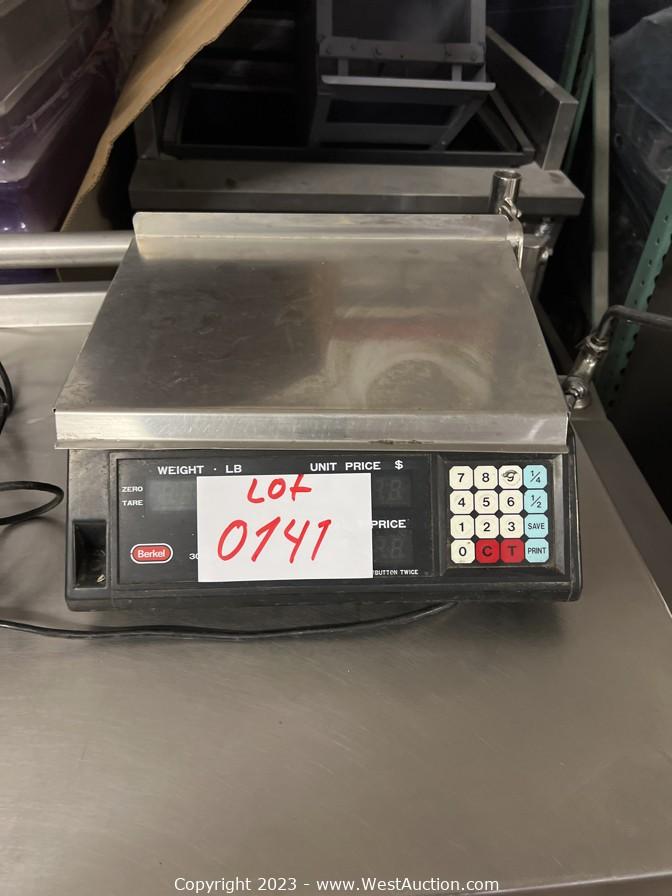 WEIGHT · LB UNIT PRICE $
ZERO
TARE
LOT
0141
PRICE
Berkel
30
BUTTON TWICE
7 8 9 1/4
4 5 6 1/2
1 2 3 SAVE
0 C T PRINT
Copyright 2023 - www.WestAuction.com